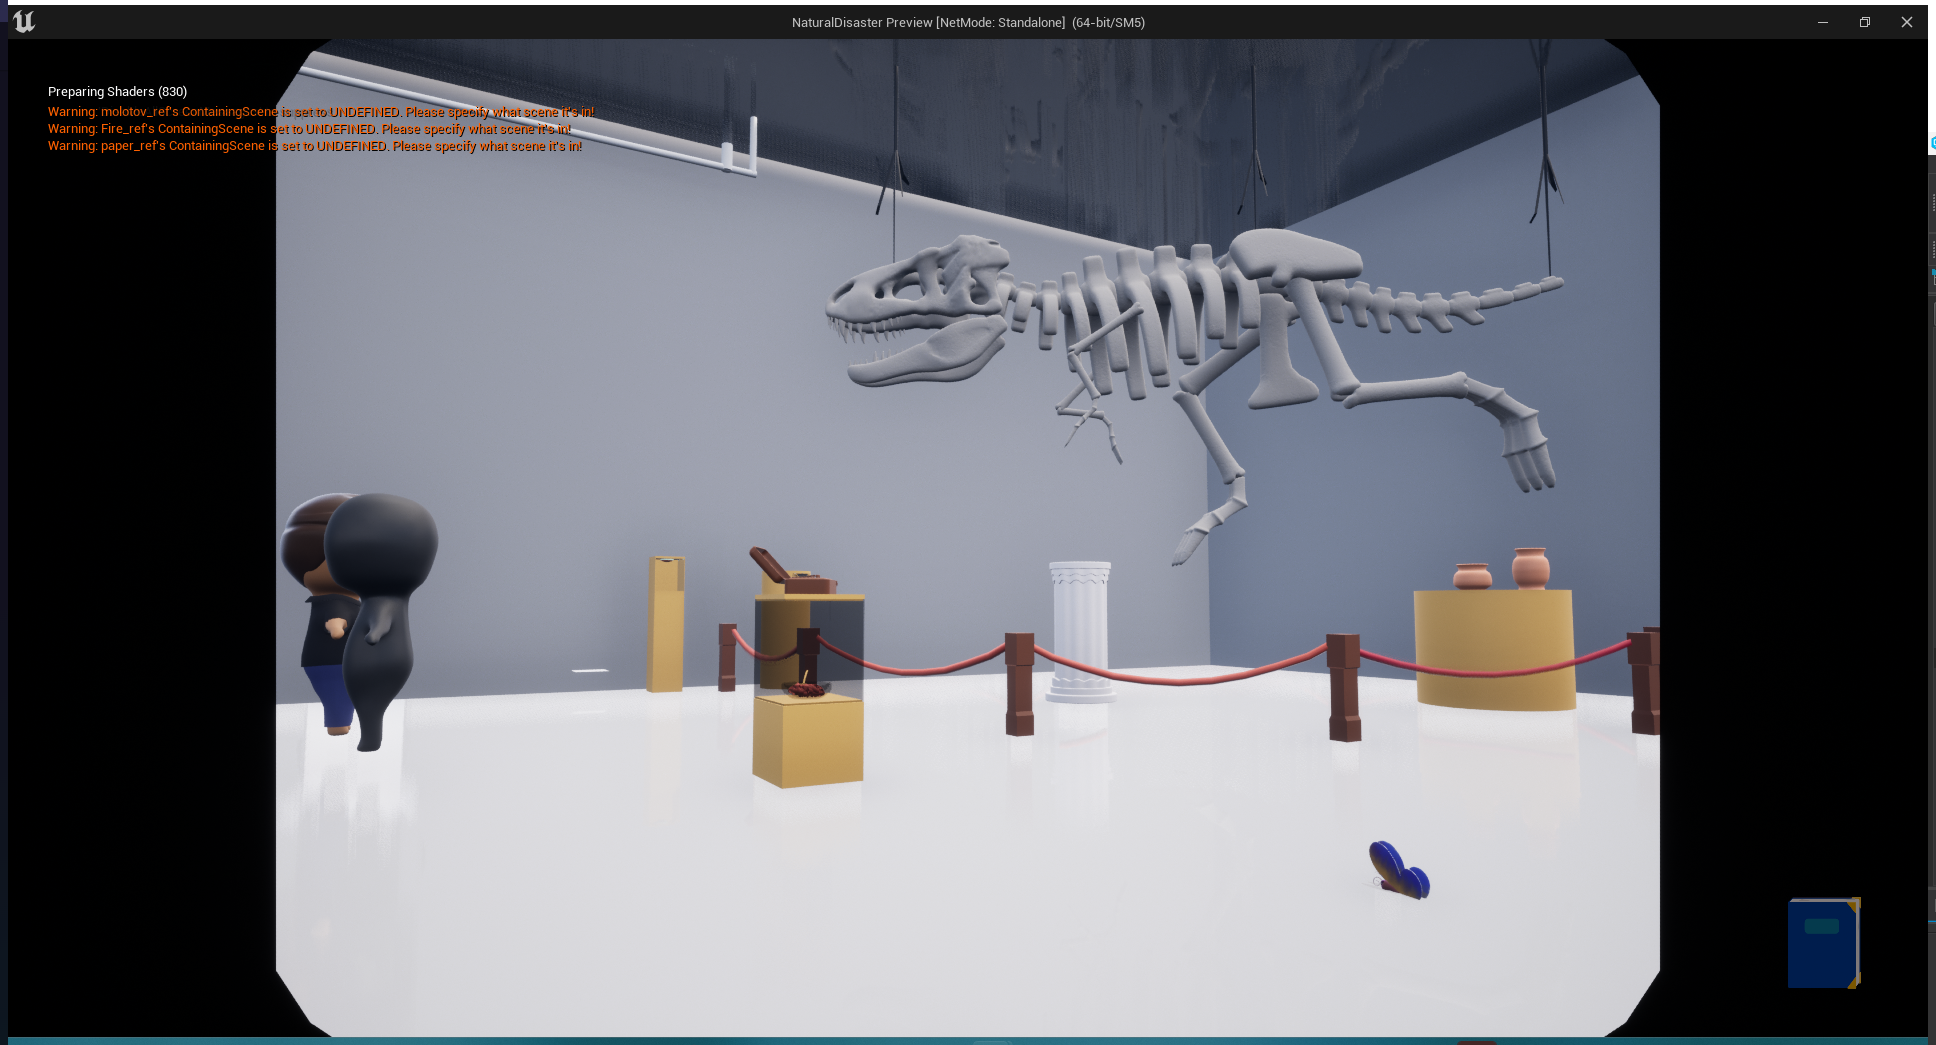 NaturalDisaster Preview [NetMode: Standalone] (64-bit/SM5)
Preparing Shaders (830)
Warning: molotov_ref's ContainingScene is set to UNDEFINED. Please specify what scene it's in!
Warning: Fire_ref's ContainingScene is set to UNDEFINED. Please specify what scene it's in!
Warning: paper_ref's ContainingScene is set to UNDEFINED. Please specify what scene it's in!